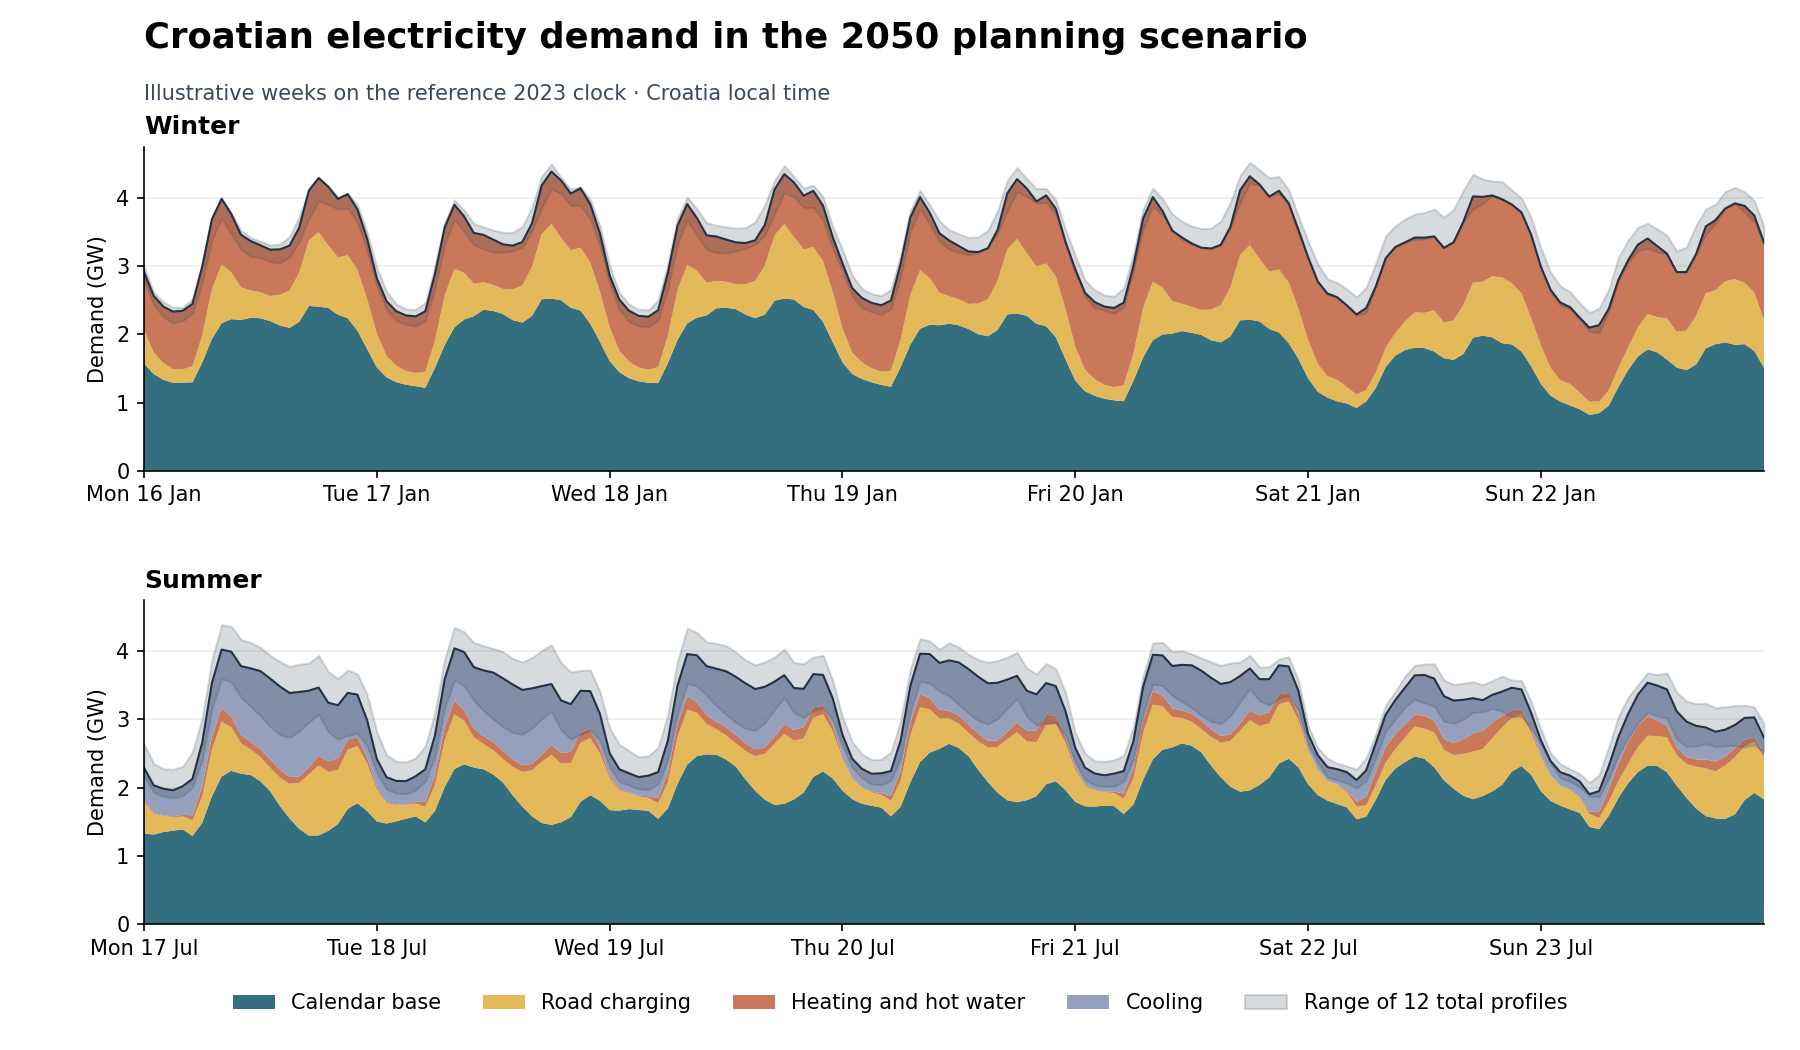 Croatian electricity demand in the 2050 planning scenario
Illustrative weeks on the reference 2023 clock · Croatia local time
Winter
Demand (GW)
4
3
2
1
0
Mon 16 Jan Tue 17 Jan Wed 18 Jan Thu 19 Jan Fri 20 Jan Sat 21 Jan Sun 22 Jan
Summer
Demand (GW)
4
3
2
1
0
Mon 17 Jul Tue 18 Jul Wed 19 Jul Thu 20 Jul Fri 21 Jul Sat 22 Jul Sun 23 Jul
Calendar base Road charging Heating and hot water Cooling Range of 12 total profiles